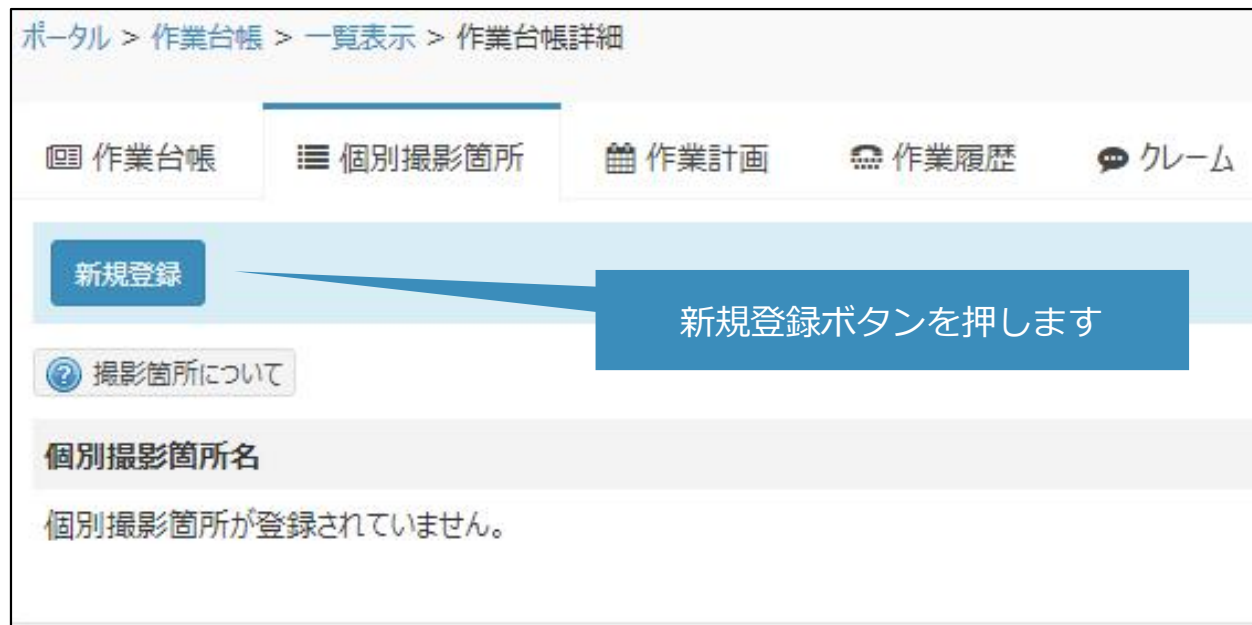 ポータル > 作業台帳 > 一覧表示 > 作業台帳詳細
作業台帳 個別撮影箇所 作業計画 作業履歴 クレーム
新規登録
新規登録ボタンを押します
撮影箇所について
個別撮影箇所名
個別撮影箇所が登録されていません。